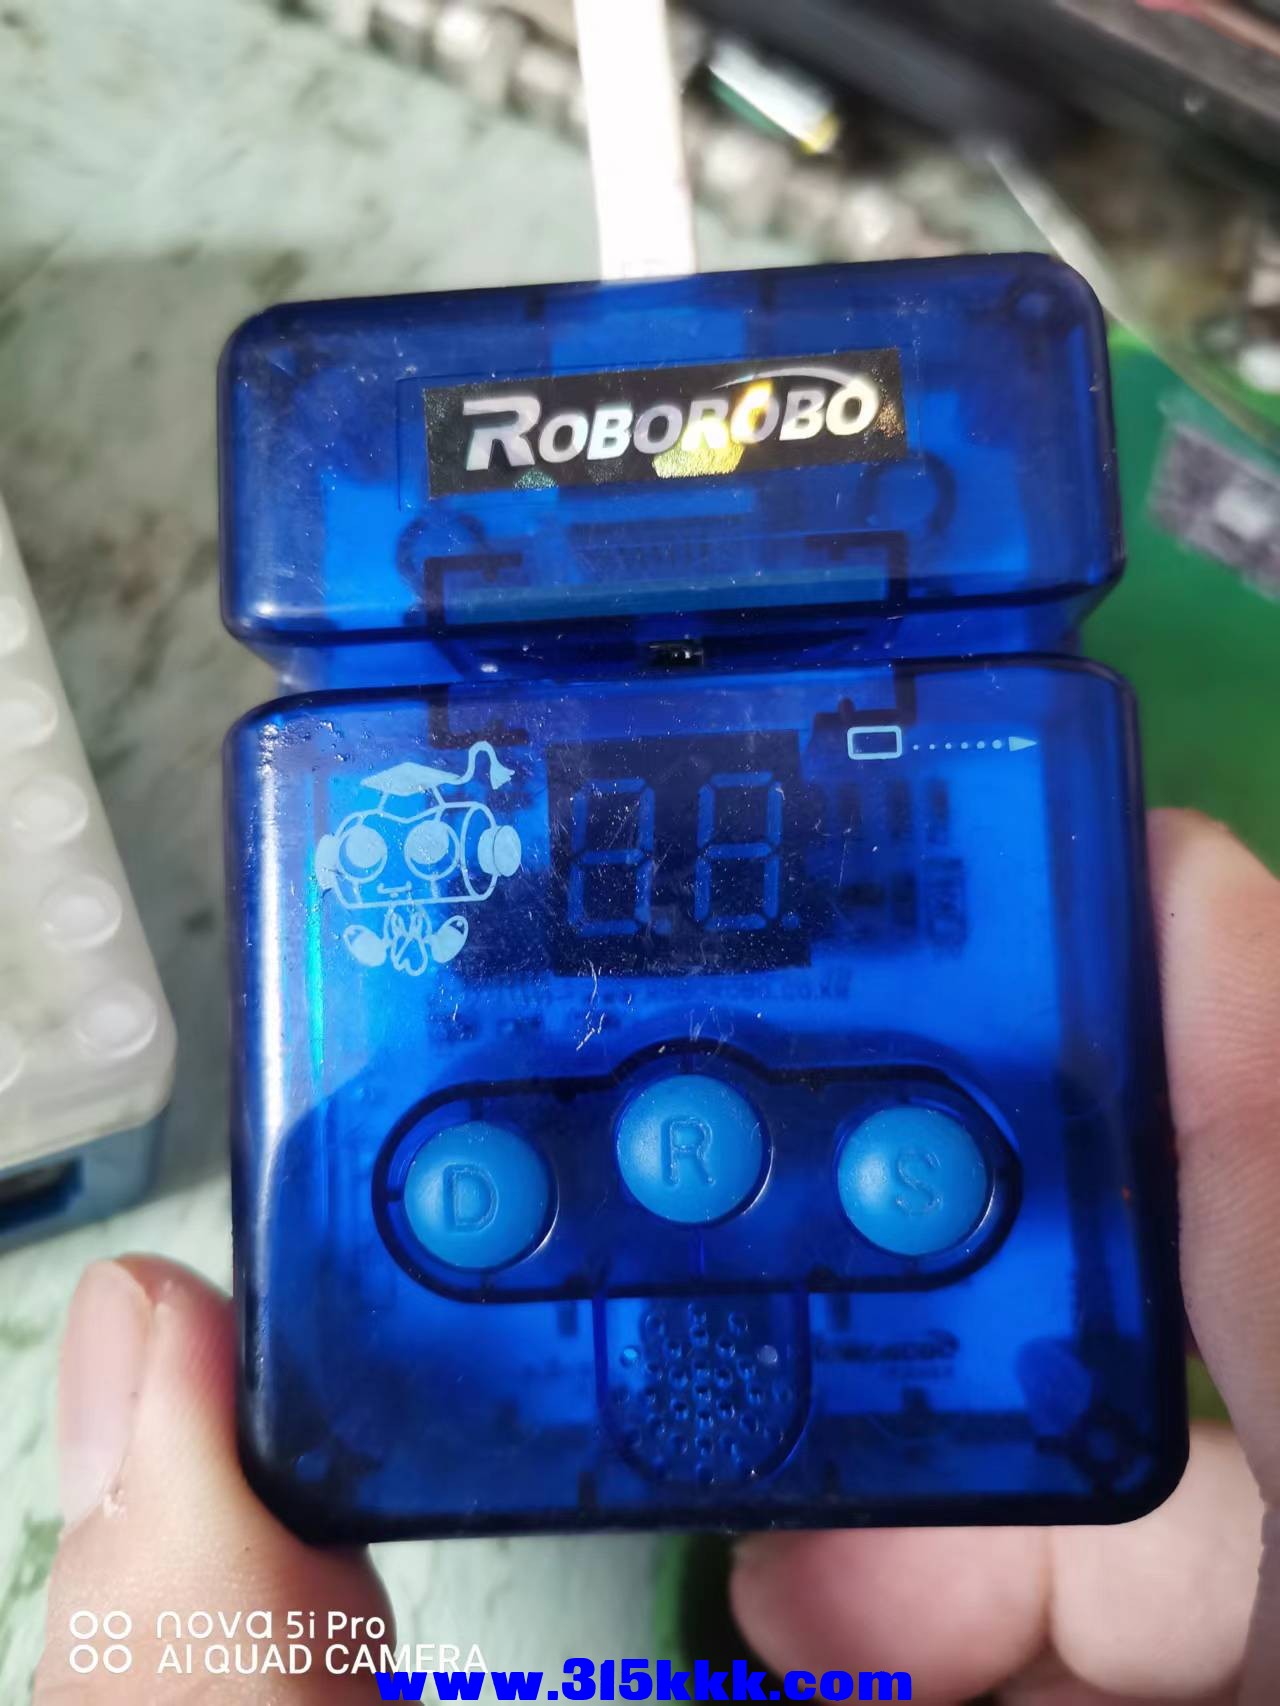 ROBOROBO
D
R
S
nova 5i Pro
AI QUAD CAMERA
www.315kkk.com